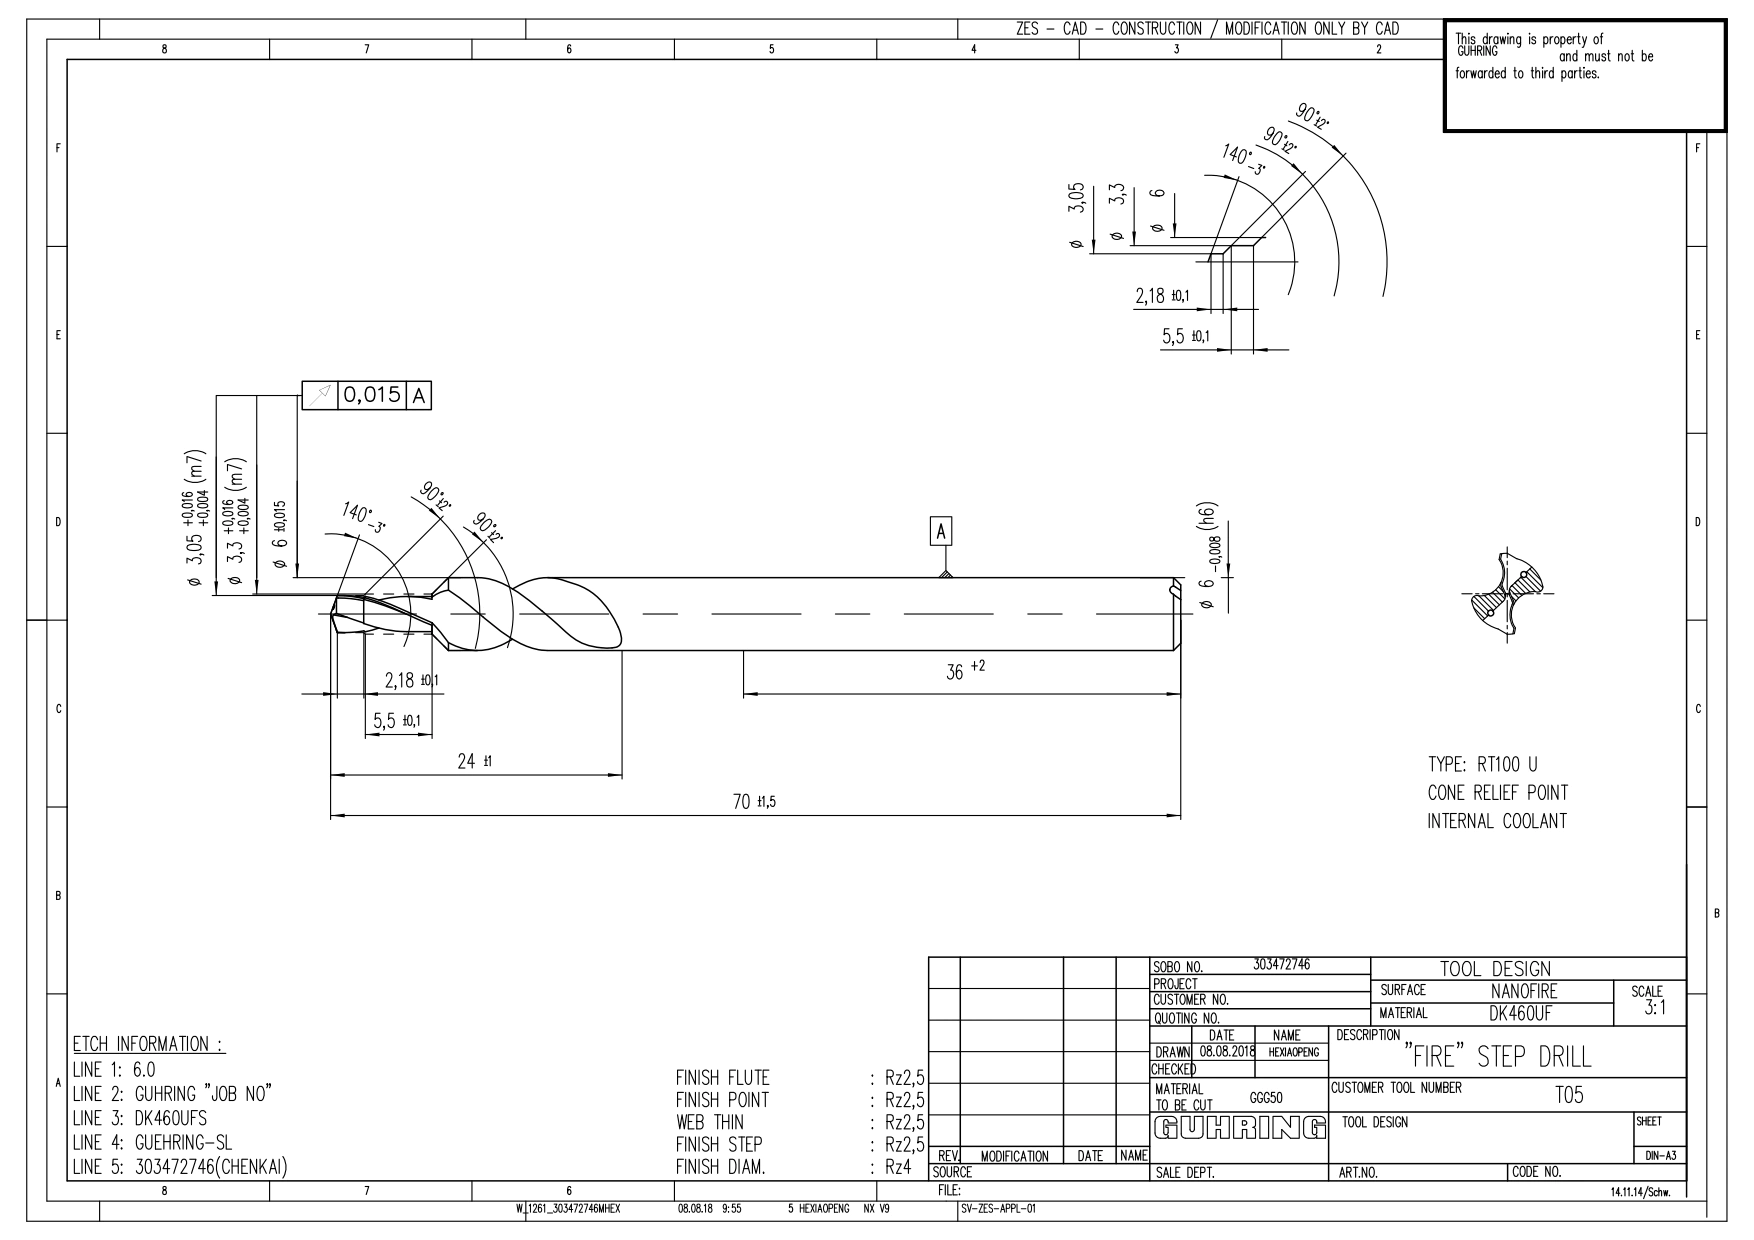 ZES - CAD - CONSTRUCTION / MODIFICATION ONLY BY CAD
This drawing is property of
GUHRING
and must not be
forwarded to third parties.
8 7 6 5 4 3 2
F F
E E
D D
C C
B B
A
90°±2°
90°±2°
140°-3°
ø 3,05
ø 3,3
ø 6
2,18 ±0,1
5,5 ±0,1
0,015 A
ø 3,05 +0,016 +0,004 (m7)
ø 3,3 +0,016 +0,004 (m7)
ø 6 ±0,015
140°-3°
90°±2°
90°±2°
A
ø 6 -0,008 (h6)
2,18 ±0,1
5,5 ±0,1
24 ±1
70 ±1,5
36 +2
TYPE: RT100 U
CONE RELIEF POINT
INTERNAL COOLANT
ETCH INFORMATION :
LINE 1: 6.0
LINE 2: GUHRING "JOB NO"
LINE 3: DK460UFS
LINE 4: GUEHRING-SL
LINE 5: 303472746(CHENKAI)
FINISH FLUTE : Rz2,5
FINISH POINT : Rz2,5
WEB THIN : Rz2,5
FINISH STEP : Rz2,5
FINISH DIAM. : Rz4
REV. MODIFICATION DATE NAME
SOURCE
SOBO NO. 303472746
PROJECT
CUSTOMER NO.
QUOTING NO.
TOOL DESIGN
SURFACE NANOFIRE
MATERIAL DK460UF
SCALE
3:1
DATE NAME
DRAWN 08.08.2018 HEXIAOPENG
CHECKED
DESCRIPTION
"FIRE" STEP DRILL
MATERIAL
TO BE CUT
GGG50
CUSTOMER TOOL NUMBER T05
GUHRING
TOOL DESIGN
SHEET
DIN-A3
SALE DEPT.
ART.NO.
CODE NO.
8 7 6
FILE:
14.11.14/Schw.
W_1261_303472746MHEX 08.08.18 9:55 5 HEXIAOPENG NX V9 SV-ZES-APPL-01